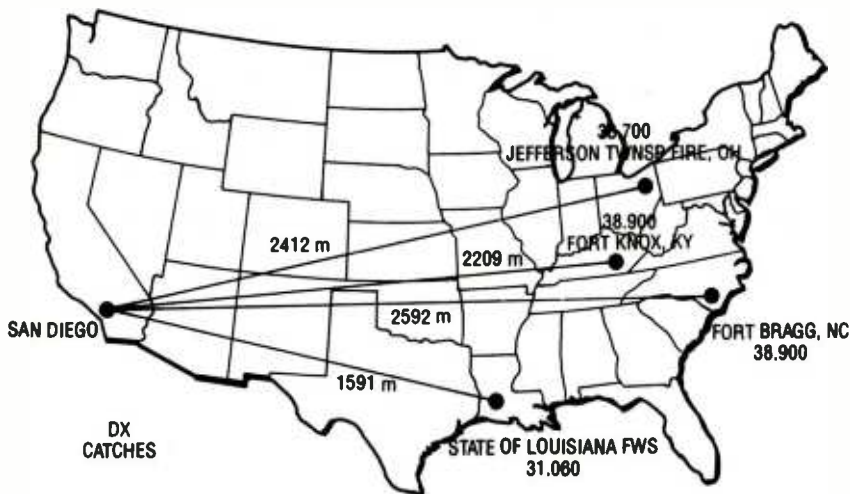 38.700
JEFFERSON TWNSP FIRE, OH
38.900
FORT KNOX, KY
2412 m
2209 m
2592 m
SAN DIEGO
FORT BRAGG, NC
38.900
1591 m
DX
CATCHES
STATE OF LOUISIANA FWS
31.060